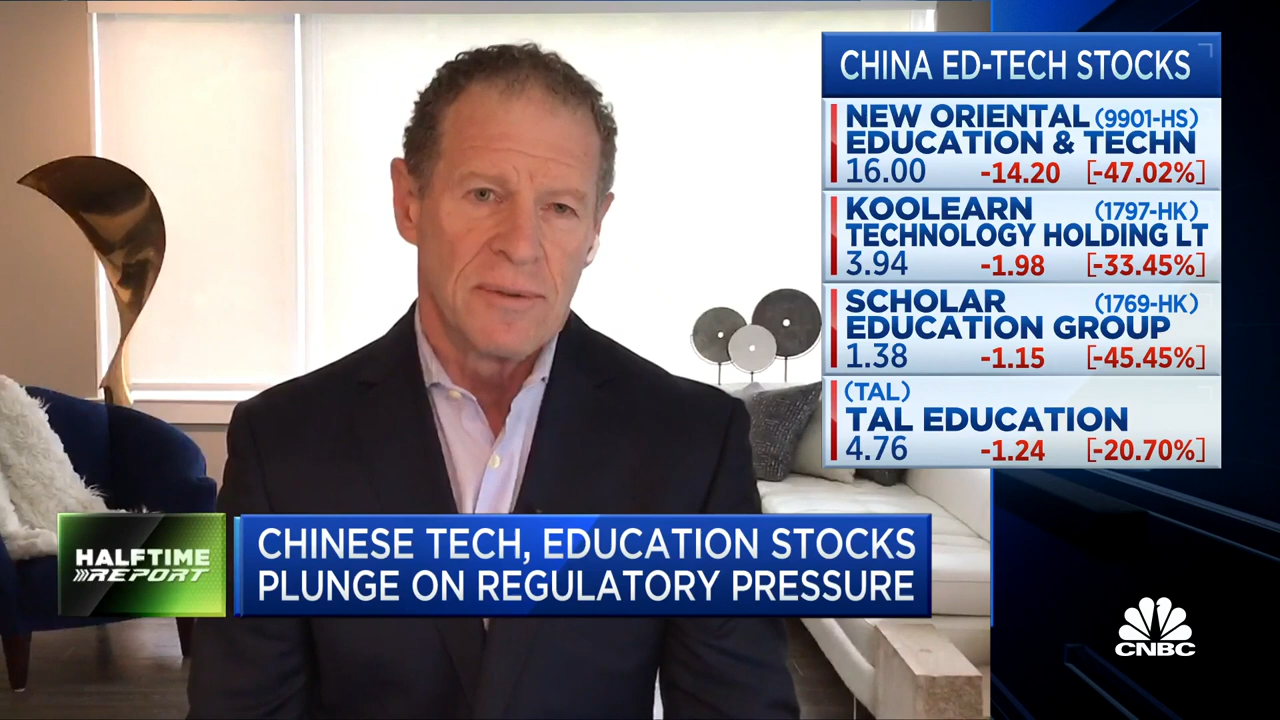 CHINA ED-TECH STOCKS
NEW ORIENTAL (9901-HS)
EDUCATION & TECHN
16.00 -14.20 [-47.02%]
KOOLEARN (1797-HK)
TECHNOLOGY HOLDING LT
3.94 -1.98 [-33.45%]
SCHOLAR (1769-HK)
EDUCATION GROUP
1.38 -1.15 [-45.45%]
(TAL)
TAL EDUCATION
4.76 -1.24 [-20.70%]
HALFTIME
REPORT
CHINESE TECH, EDUCATION STOCKS
PLUNGE ON REGULATORY PRESSURE
CNBC